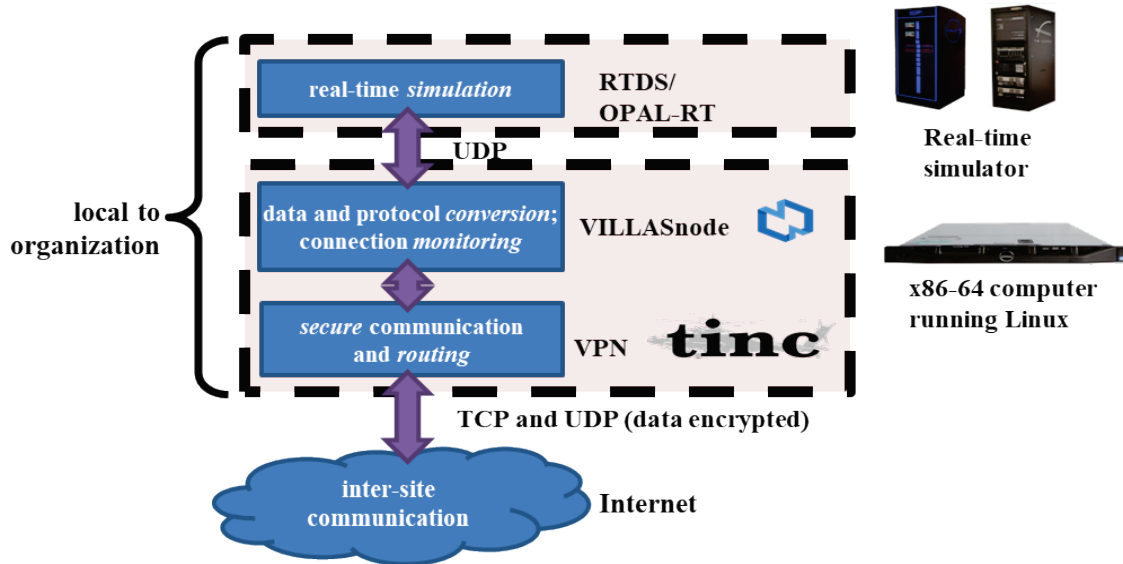 real-time simulation
RTDS/
OPAL-RT
UDP
Real-time
simulator
local to
organization
data and protocol conversion;
connection monitoring
VILLASnode
x86-64 computer
running Linux
secure communication
and routing
VPN
tinc
TCP and UDP (data encrypted)
inter-site
communication
Internet